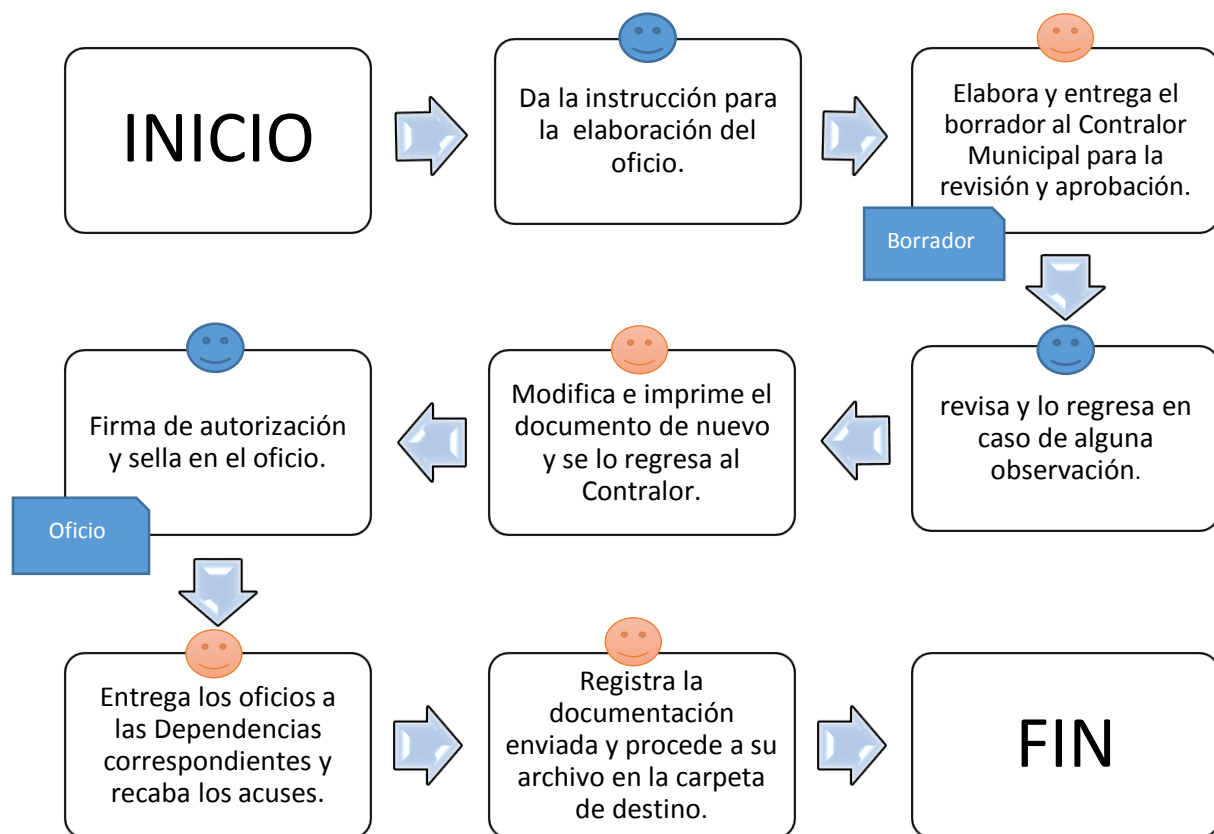 INICIO
Da la instrucción para
la elaboración del
oficio.
Elabora y entrega el
borrador al Contralor
Municipal para la
revisión y aprobación.
Borrador
revisa y lo regresa en
caso de alguna
observación.
Modifica e imprime el
documento de nuevo
y se lo regresa al
Contralor.
Firma de autorización
y sella en el oficio.
Oficio
Entrega los oficios a
las Dependencias
correspondientes y
recaba los acuses.
Registra la
documentación
enviada y procede a su
archivo en la carpeta
de destino.
FIN